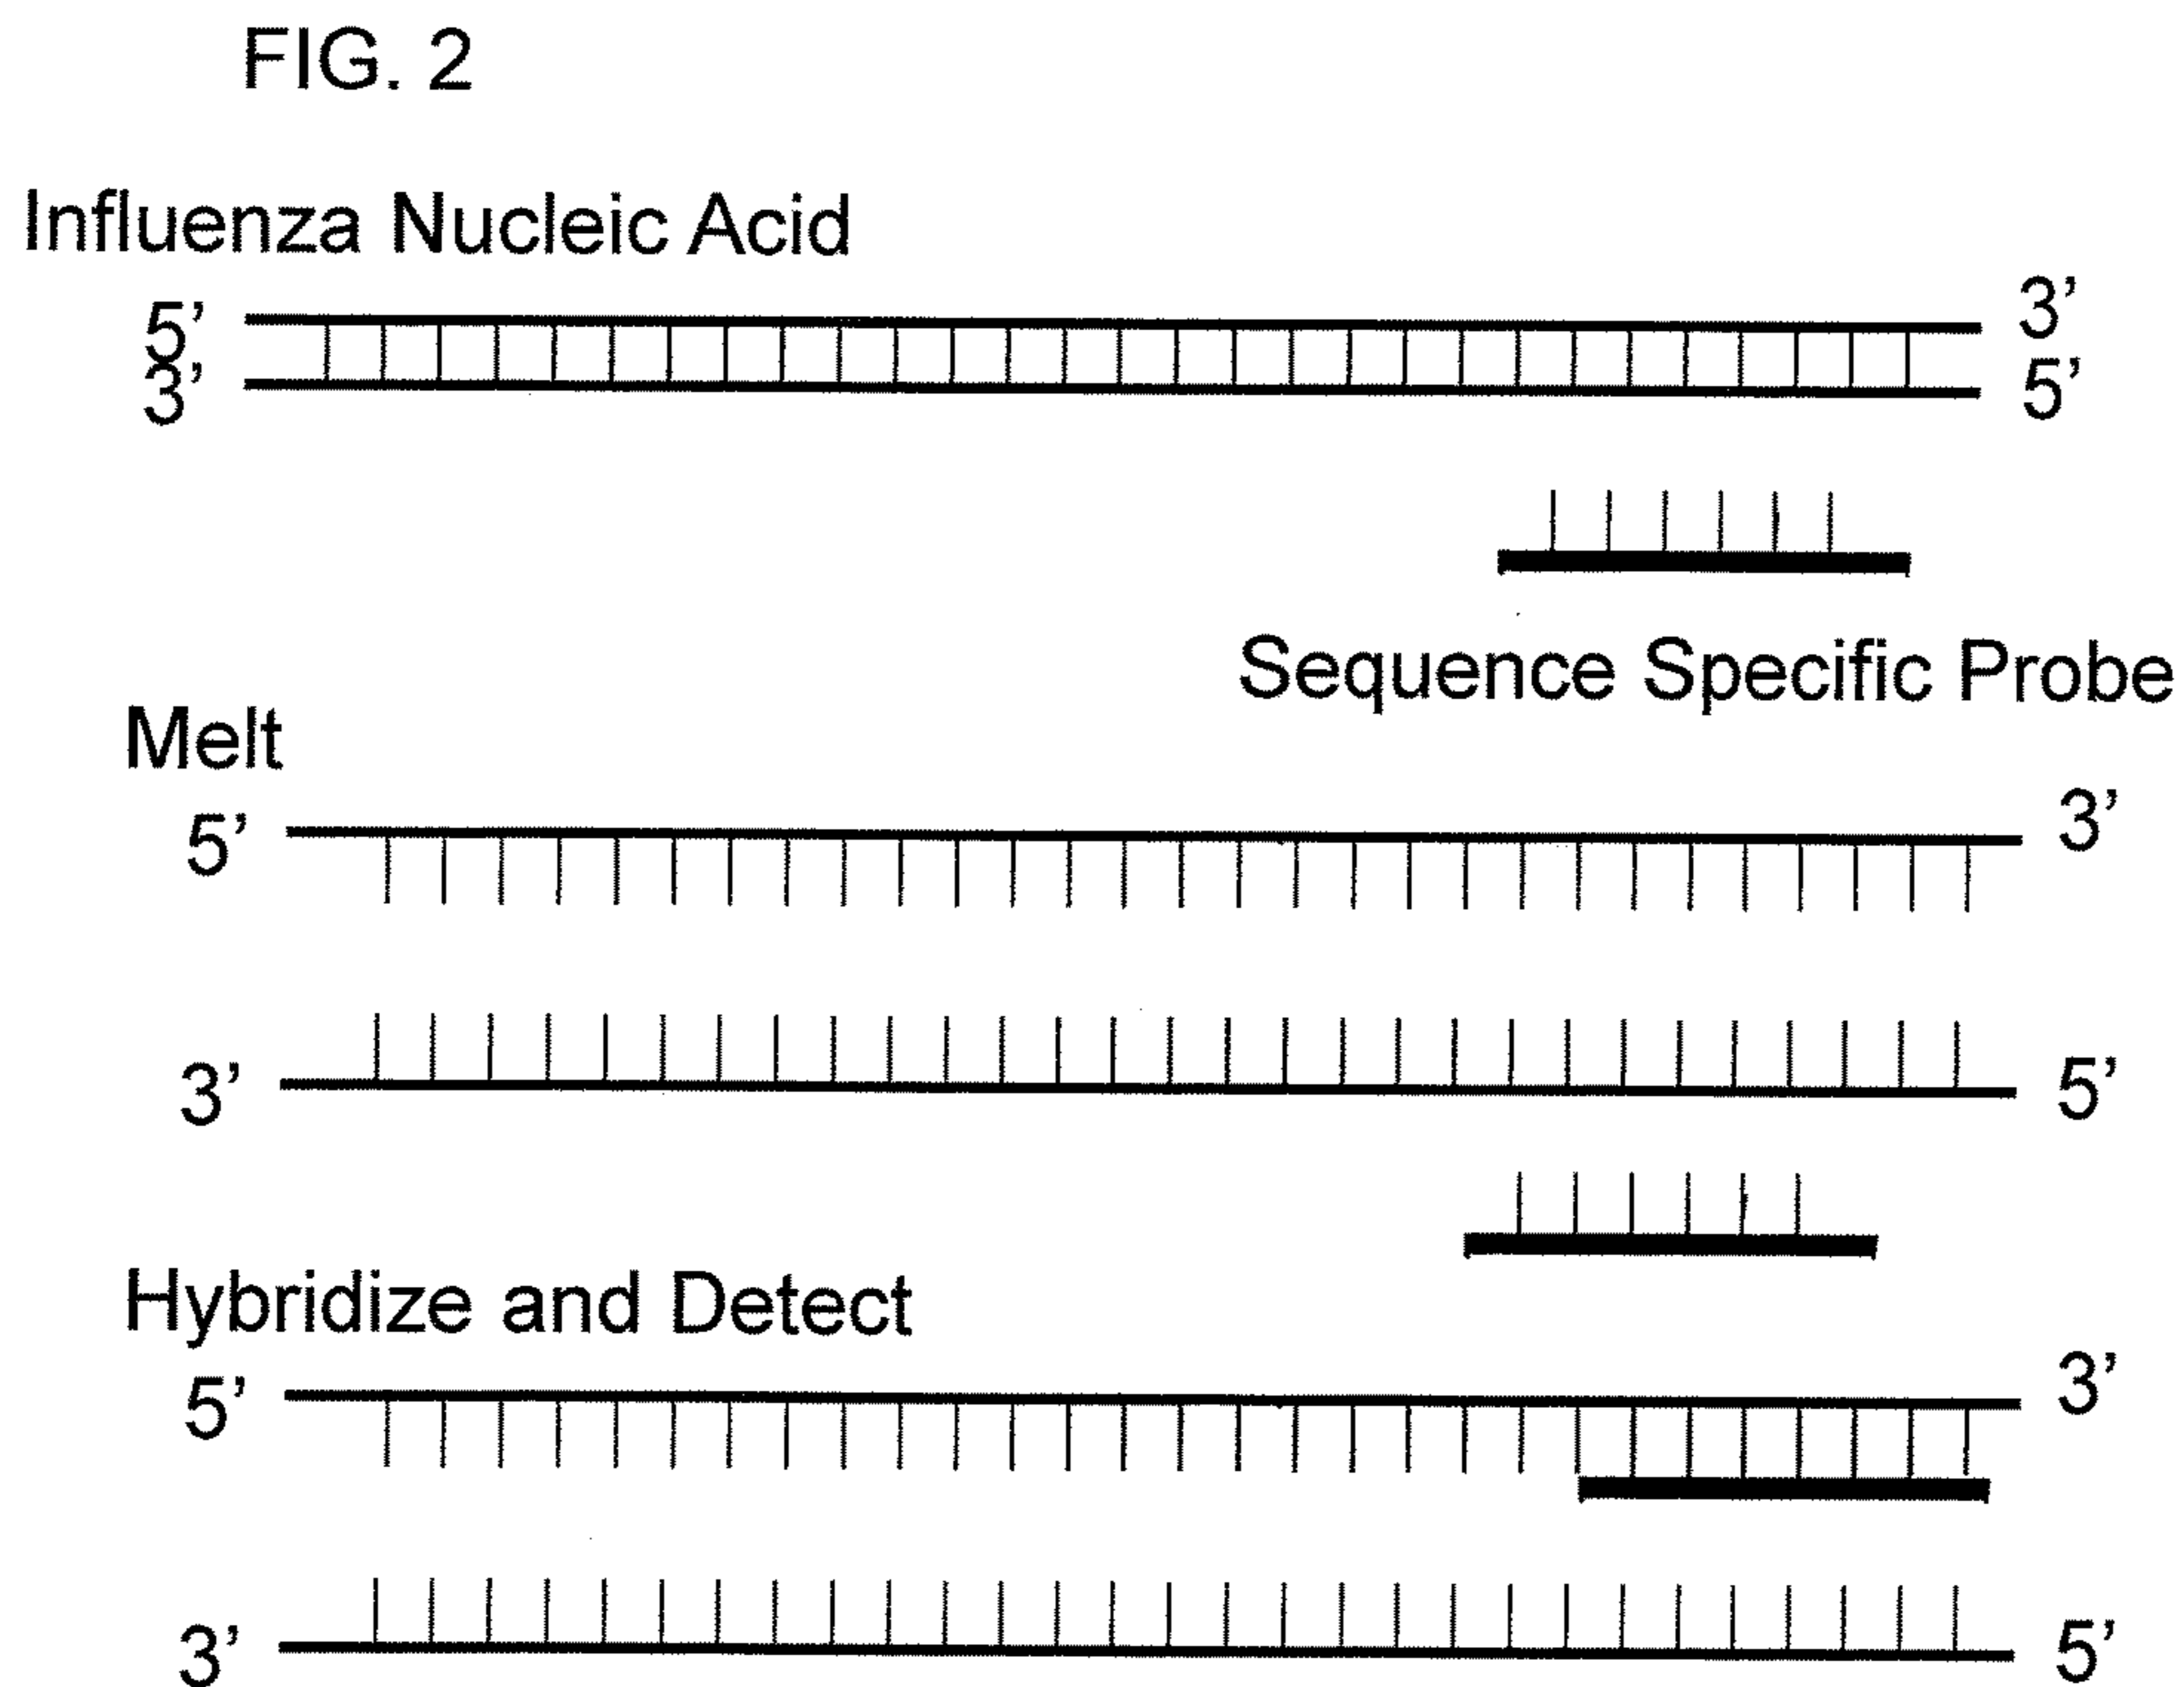 FIG. 2
Influenza Nucleic Acid
5’ 3’
3’ 5’
Sequence Specific Probe
Melt
5’ 3’
3’ 5’
Hybridize and Detect
5’ 3’
3’ 5’